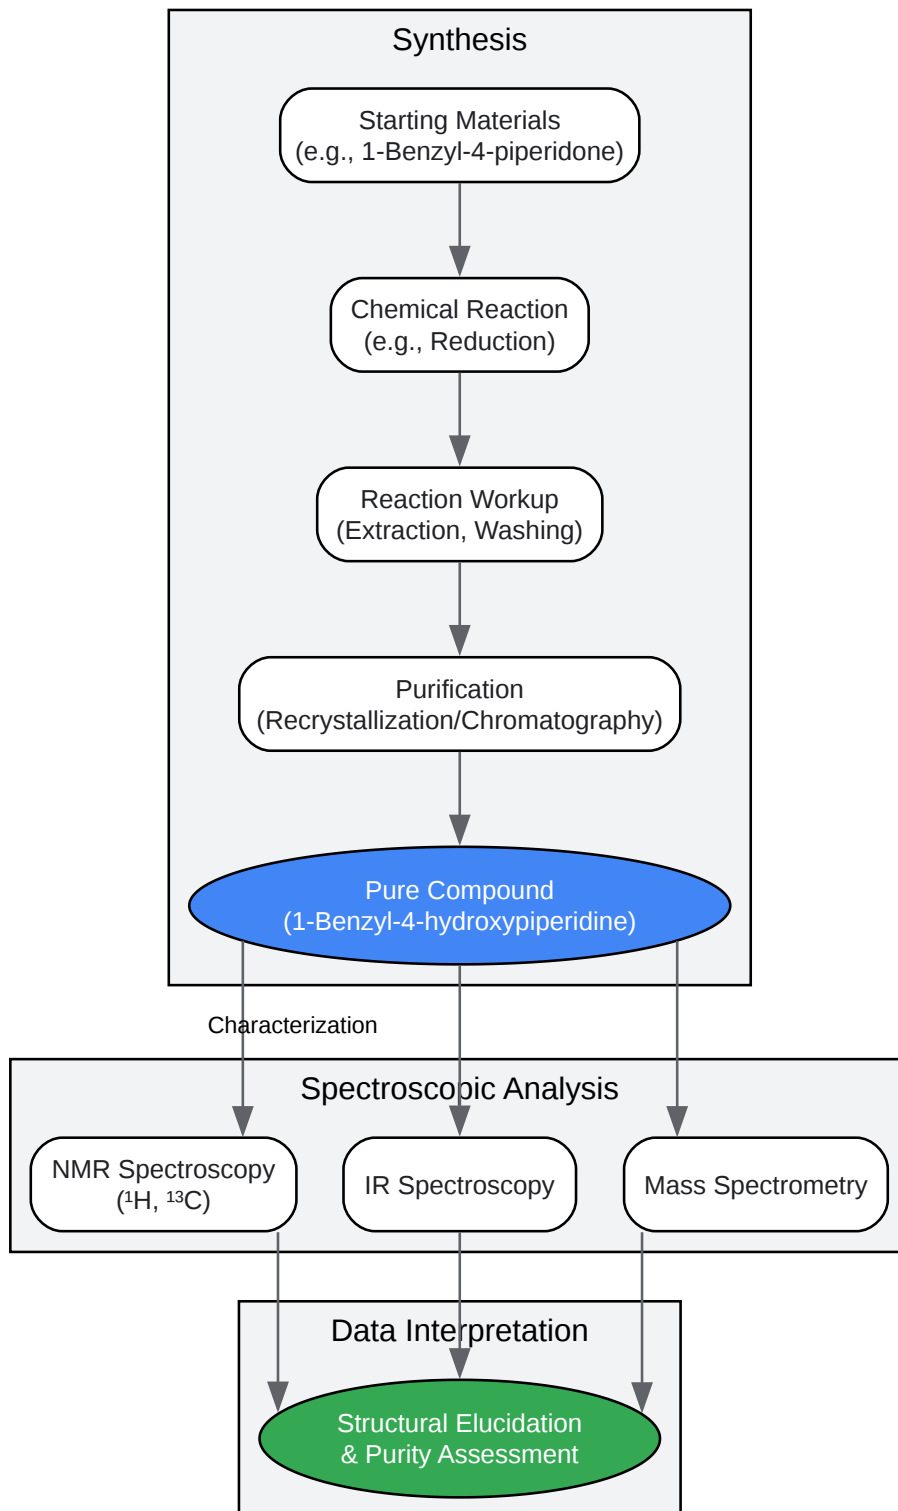 Synthesis
Starting Materials
(e.g., 1-Benzyl-4-piperidone)
Chemical Reaction
(e.g., Reduction)
Reaction Workup
(Extraction, Washing)
Purification
(Recrystallization/Chromatography)
Pure Compound
(1-Benzyl-4-hydroxypiperidine)
Characterization
Spectroscopic Analysis
NMR Spectroscopy
(¹H, ¹³C)
IR Spectroscopy
Mass Spectrometry
Data Interpretation
Structural Elucidation
& Purity Assessment